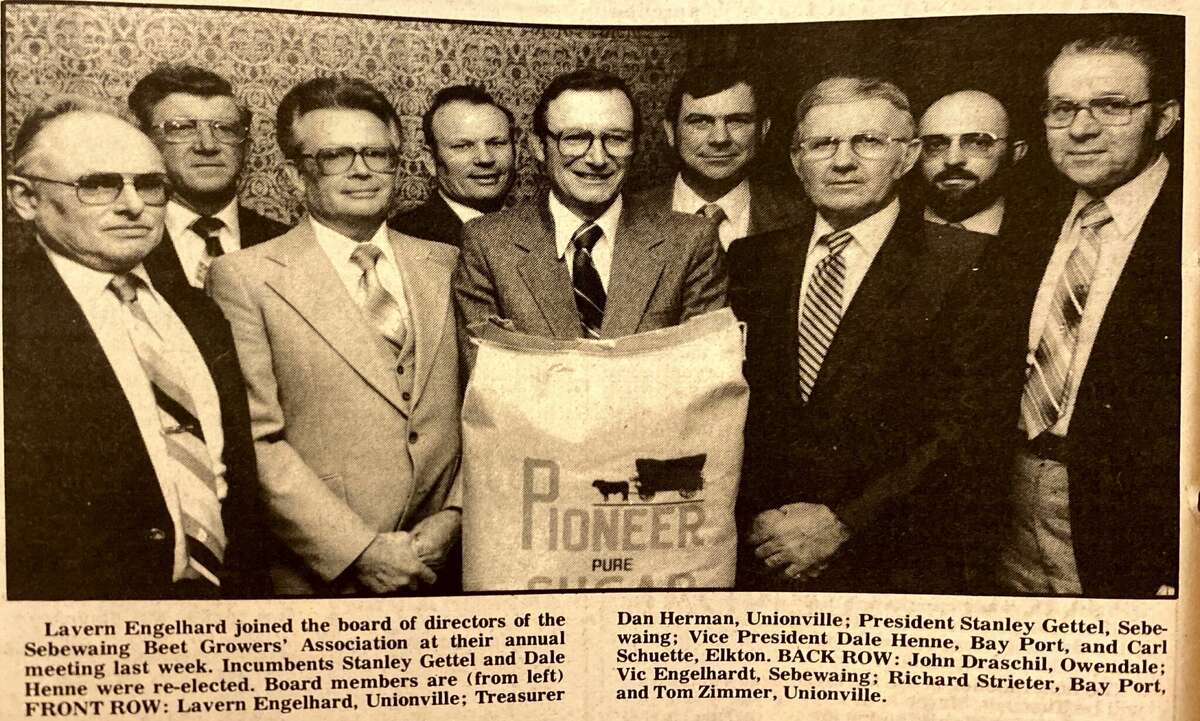 PIONEER
PURE
SUGAR
Lavern Engelhard joined the board of directors of the
Sebewaing Beet Growers' Association at their annual
meeting last week. Incumbents Stanley Gettel and Dale
Henne were re-elected. Board members are (from left)
FRONT ROW: Lavern Engelhard, Unionville; Treasurer
Dan Herman, Unionville; President Stanley Gettel, Sebe-
waing; Vice President Dale Henne, Bay Port, and Carl
Schuette, Elkton. BACK ROW: John Draschil, Owendale;
Vic Engelhardt, Sebewaing; Richard Strieter, Bay Port,
and Tom Zimmer, Unionville.